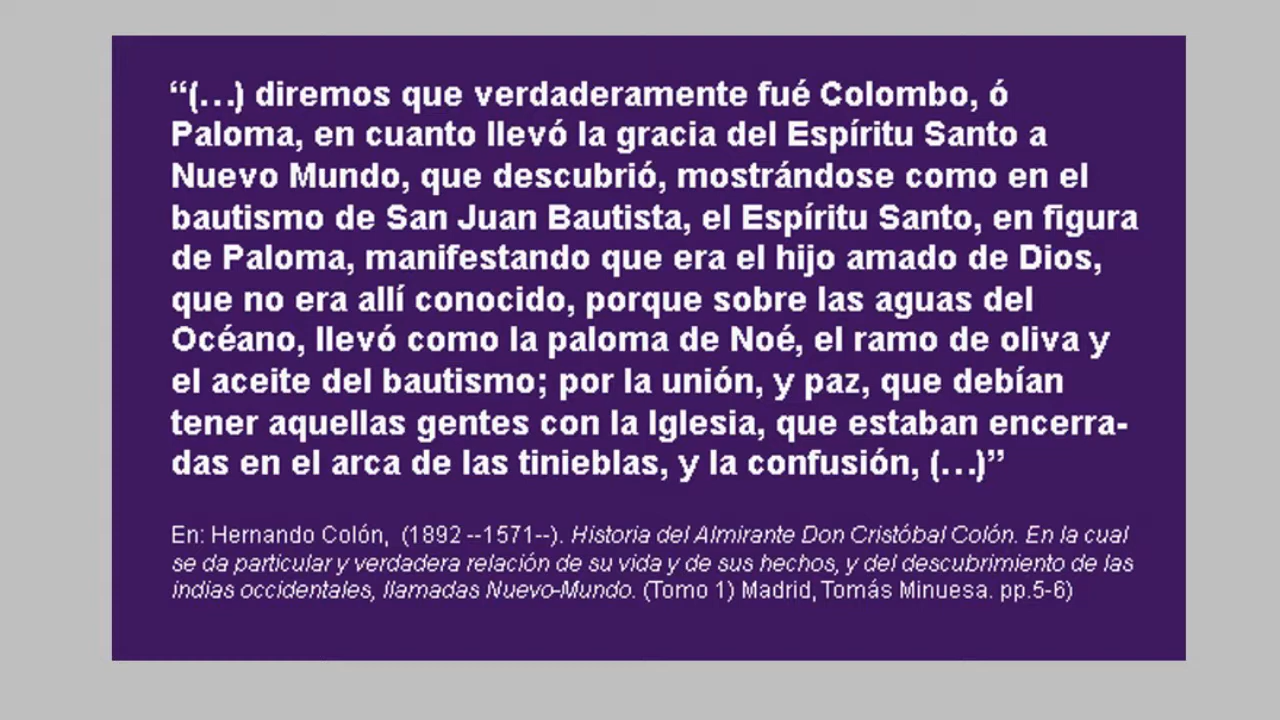 “(…) diremos que verdaderamente fué Colombo, ó
Paloma, en cuanto llevó la gracia del Espíritu Santo a
Nuevo Mundo, que descubrió, mostrándose como en el
bautismo de San Juan Bautista, el Espíritu Santo, en figura
de Paloma, manifestando que era el hijo amado de Dios,
que no era allí conocido, porque sobre las aguas del
Océano, llevó como la paloma de Noé, el ramo de oliva y
el aceite del bautismo; por la unión, y paz, que debían
tener aquellas gentes con la Iglesia, que estaban encerra-
das en el arca de las tinieblas, y la confusión, (…)”
En: Hernando Colón, (1892 --1571--). Historia del Almirante Don Cristóbal Colón. En la cual
se da particular y verdadera relación de su vida y de sus hechos, y del descubrimiento de las
indias occidentales, llamadas Nuevo-Mundo. (Tomo 1) Madrid, Tomás Minuesa. pp.5-6)